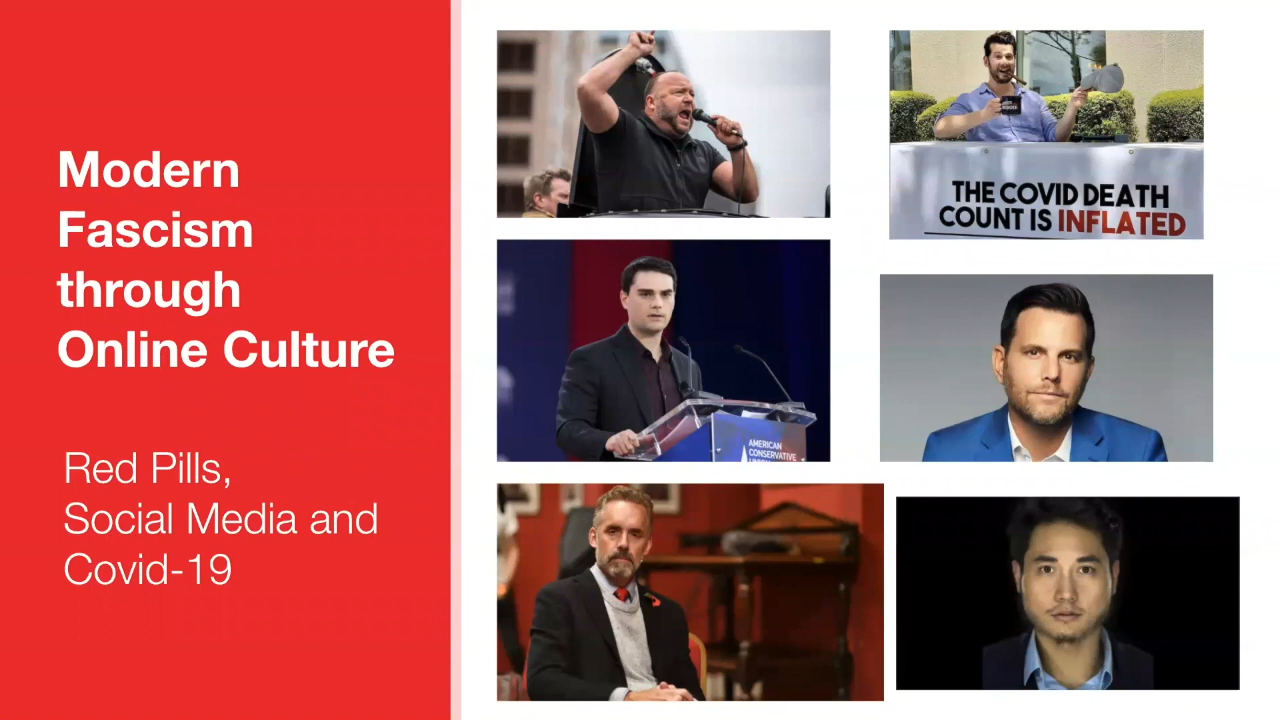 Modern
Fascism
through
Online Culture
Red Pills,
Social Media and
Covid-19
THE COVID DEATH
COUNT IS INFLATED
AMERICAN
CONSERVATIVE